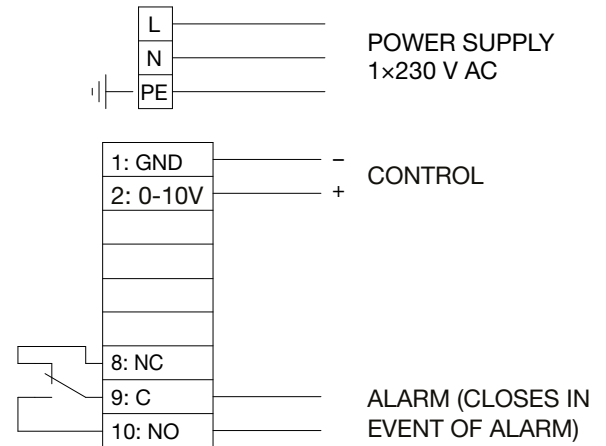 L
N
PE
POWER SUPPLY
1×230 V AC
1: GND
2: 0-10V
–
+
CONTROL
8: NC
9: C
10: NO
ALARM (CLOSES IN
EVENT OF ALARM)